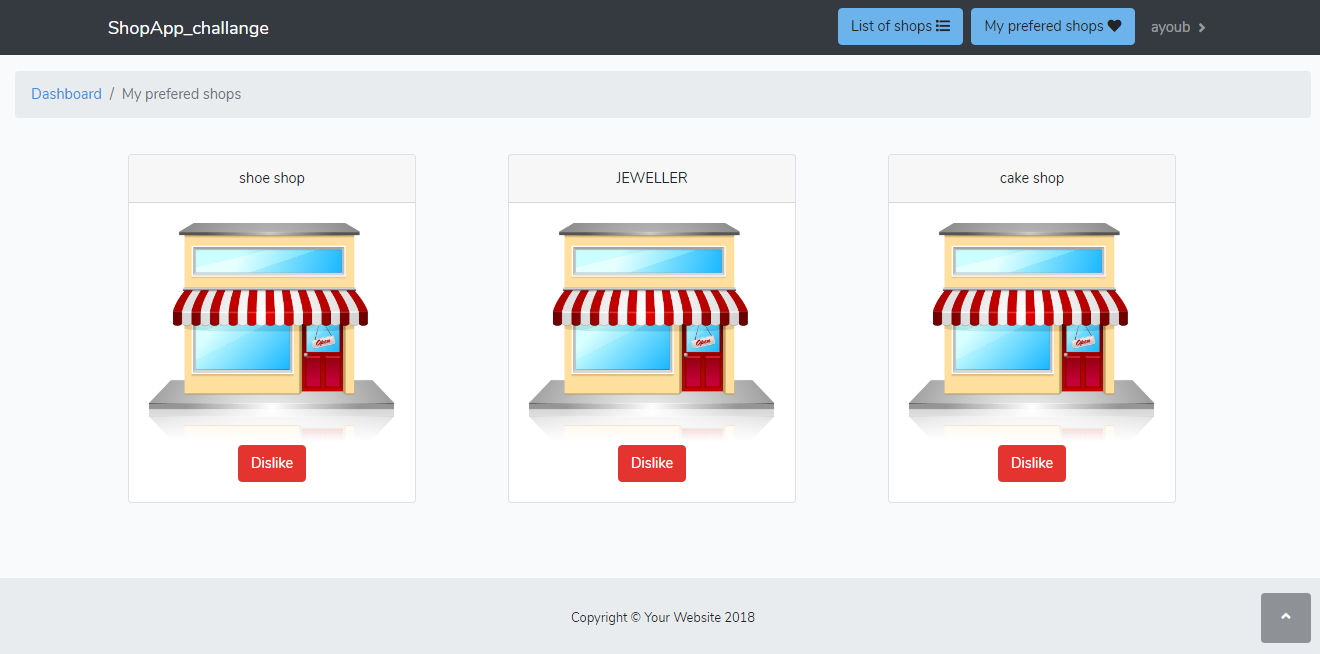 ShopApp_challange
List of shops
My prefered shops
ayoub
Dashboard / My prefered shops
shoe shop
JEWELLER
cake shop
Open
Open
Open
Dislike
Dislike
Dislike
Copyright © Your Website 2018